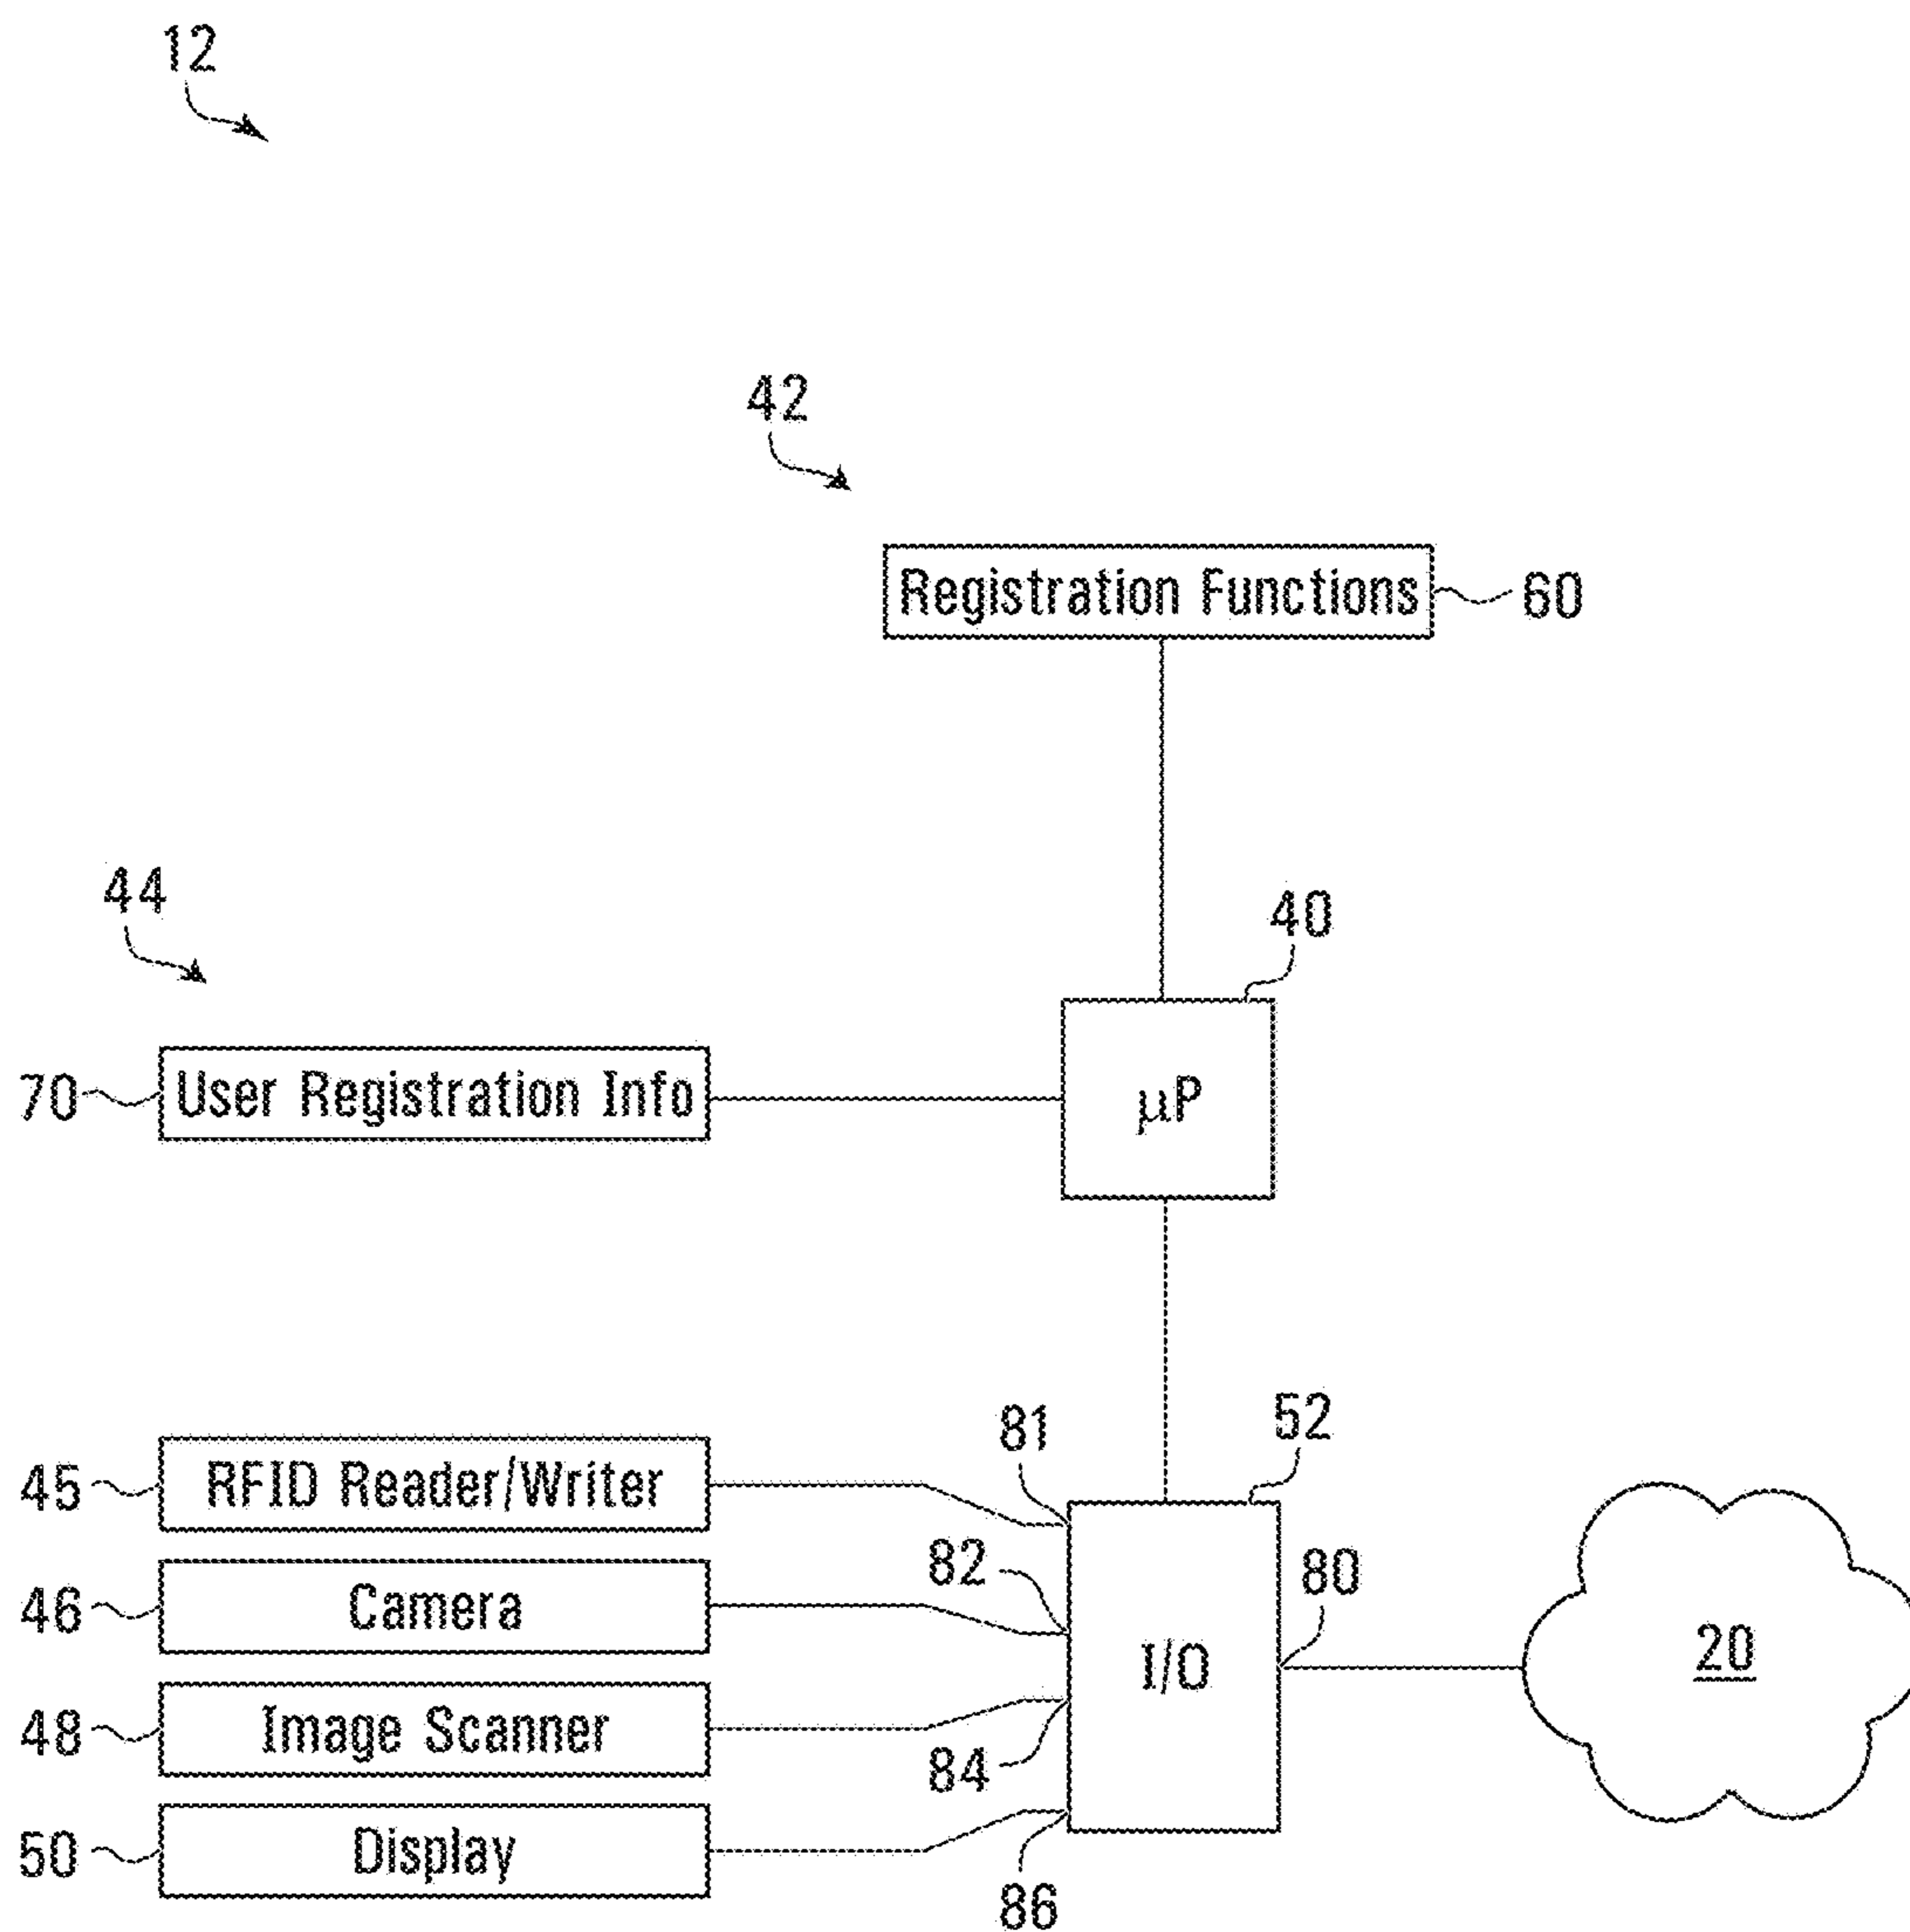 12
42
Registration Functions
60
44
40
70
User Registration Info
µP
81
52
45
RFID Reader/Writer
82
80
46
Camera
I/O
20
48
Image Scanner
84
50
Display
86